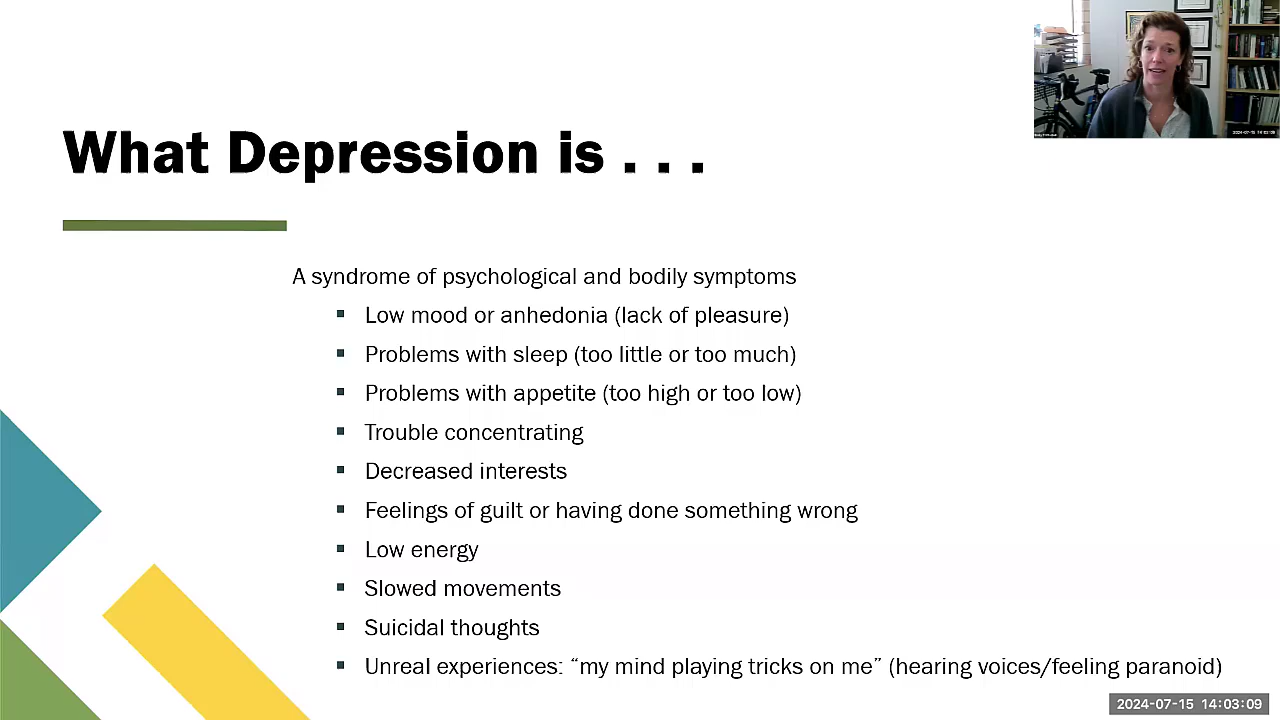 What Depression is . . .
A syndrome of psychological and bodily symptoms
▪ Low mood or anhedonia (lack of pleasure)
▪ Problems with sleep (too little or too much)
▪ Problems with appetite (too high or too low)
▪ Trouble concentrating
▪ Decreased interests
▪ Feelings of guilt or having done something wrong
▪ Low energy
▪ Slowed movements
▪ Suicidal thoughts
▪ Unreal experiences: “my mind playing tricks on me” (hearing voices/feeling paranoid)
2024-07-15 14:03:09